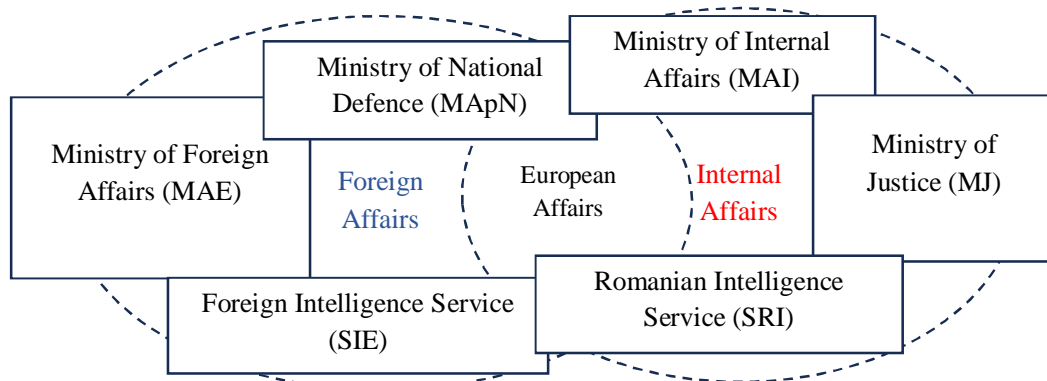 Ministry of National
Defence (MApN)
Ministry of Internal
Affairs (MAI)
Ministry of Foreign
Affairs (MAE)
Foreign
Affairs
European
Affairs
Internal
Affairs
Ministry of
Justice (MJ)
Foreign Intelligence Service
(SIE)
Romanian Intelligence
Service (SRI)